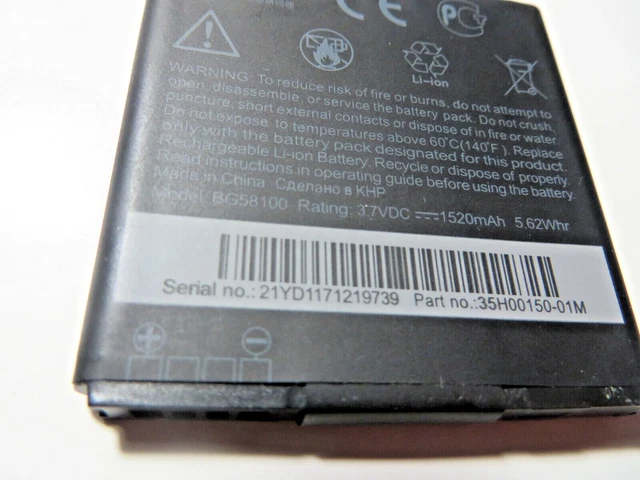 CE PC
Li-ion
WARNING: To reduce risk of fire or burns, do not attempt to
open, disassemble, or service the battery pack. Do not crush,
puncture, short external contacts or dispose of in fire or water.
Do not expose to temperatures above 60°C(140°F). Replace
only with the battery pack designated for this product.
Rechargeable Li-ion Battery. Recycle or dispose of properly.
Read instructions in operating guide before using the battery.
Made in China Сделано в КНР
Model: BG58100 Rating: 3.7VDC ⎓ 1520mAh 5.62Whr
Serial no.: 21YD1171219739 Part no.:35H00150-01M
+ −